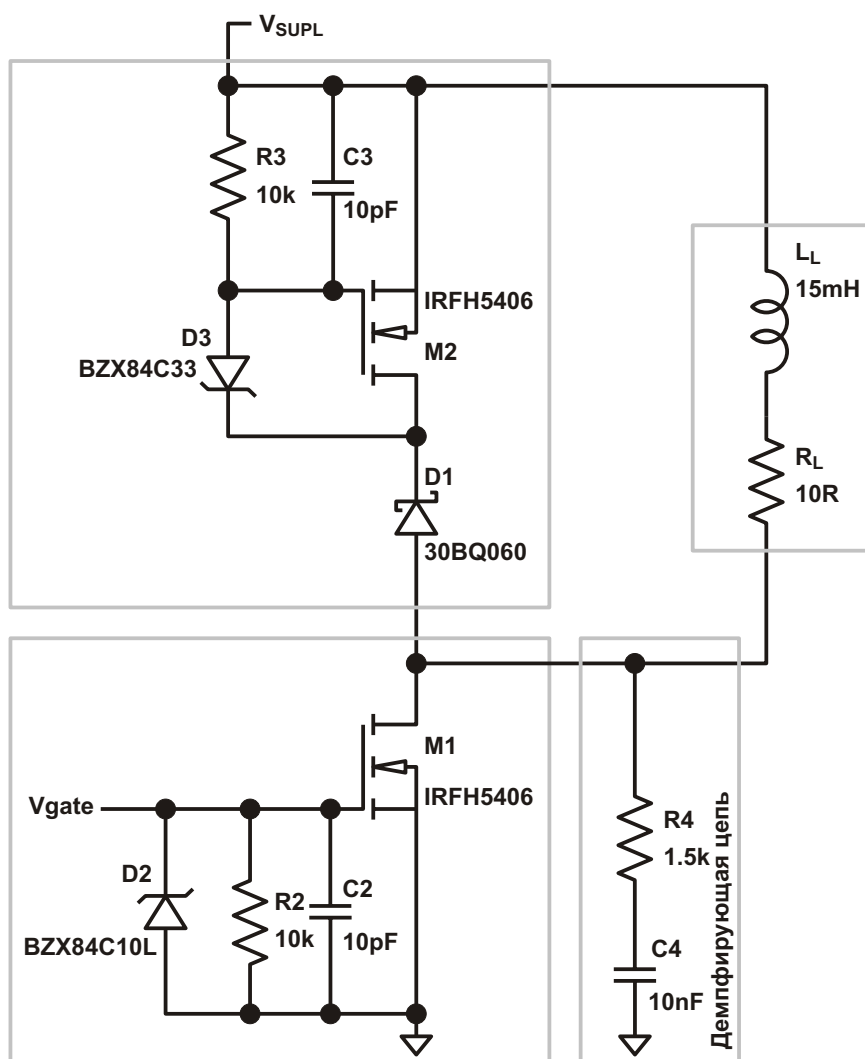 VSUPL
R3
10k
C3
10pF
LL
15mH
IRFH5406
M2
D3
BZX84C33
RL
10R
D1
30BQ060
M1
IRFH5406
Vgate
D2
BZX84C10L
R2
10k
C2
10pF
R4
1.5k
C4
10nF
Демпфирующая цепь